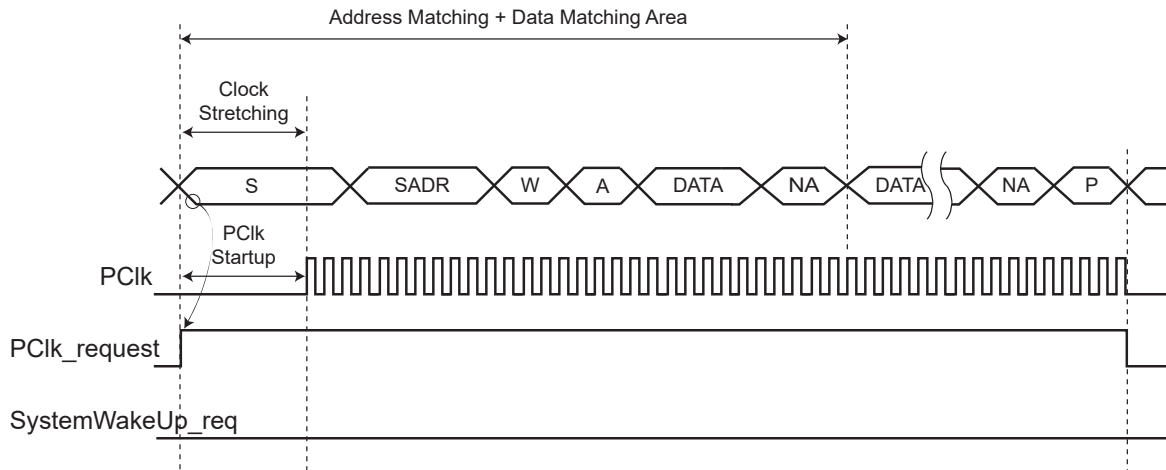 Address Matching + Data Matching Area
Clock
Stretching
S
SADR
W
A
DATA
NA
DATA
NA
P
PClk
Startup
PClk
PClk_request
SystemWakeUp_req